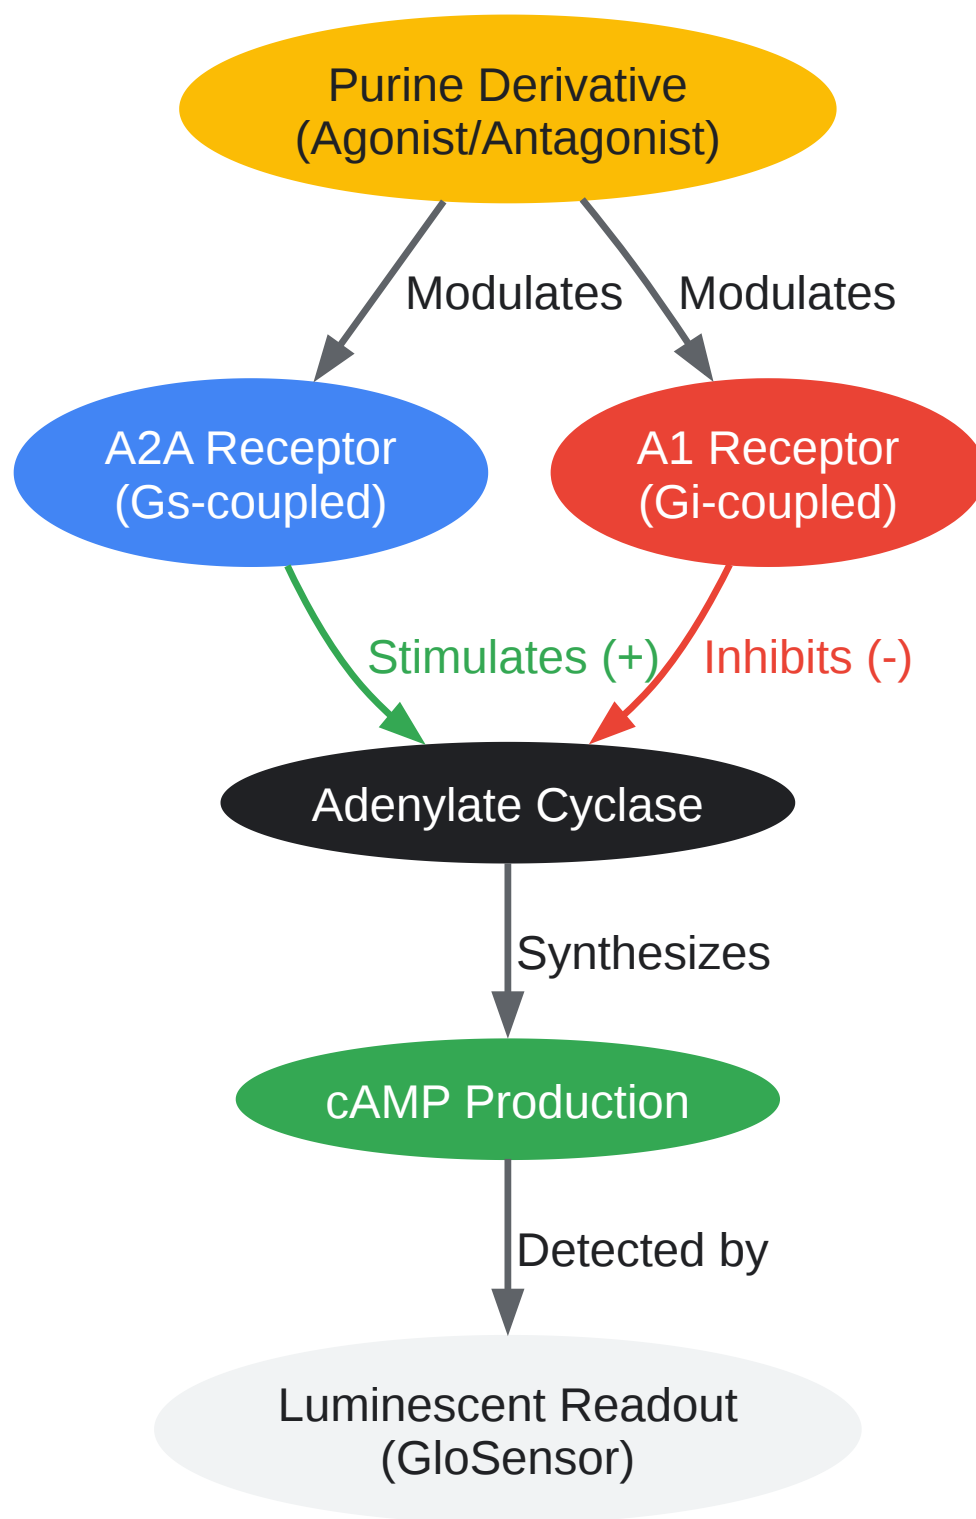 Purine Derivative
(Agonist/Antagonist)
Modulates
Modulates
A2A Receptor
(Gs-coupled)
A1 Receptor
(Gi-coupled)
Stimulates (+)
Inhibits (-)
Adenylate Cyclase
Synthesizes
cAMP Production
Detected by
Luminescent Readout
(GloSensor)